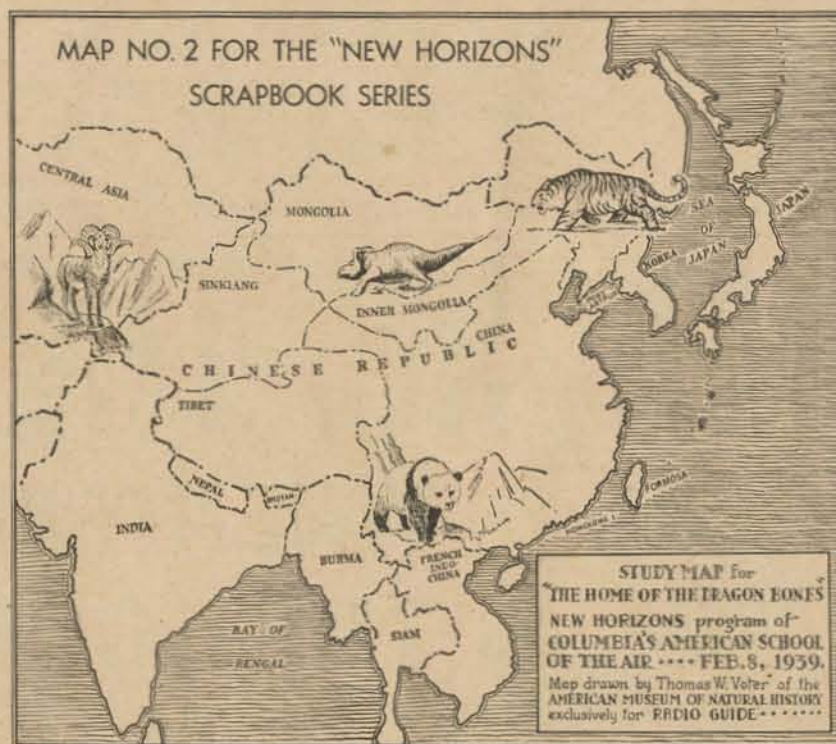 MAP NO. 2 FOR THE "NEW HORIZONS"
SCRAPBOOK SERIES
CENTRAL ASIA
MONGOLIA
SEA
OF
JAPAN
JAPAN
KOREA
SINKIANG
INNER MONGOLIA
CHINA
CHINESE REPUBLIC
TIBET
NEPAL
BHUTAN
INDIA
BURMA
FRENCH
INDO-
CHINA
SIAM
HONGKONG
FORMOSA
BAY OF
BENGAL
STUDY MAP for
"THE HOME OF THE DRAGON BONES"
NEW HORIZONS program of
COLUMBIA'S AMERICAN SCHOOL
OF THE AIR •••• FEB. 8, 1939.
Map drawn by Thomas W. Voter of the
AMERICAN MUSEUM OF NATURAL HISTORY
exclusively for RADIO GUIDE •••••••